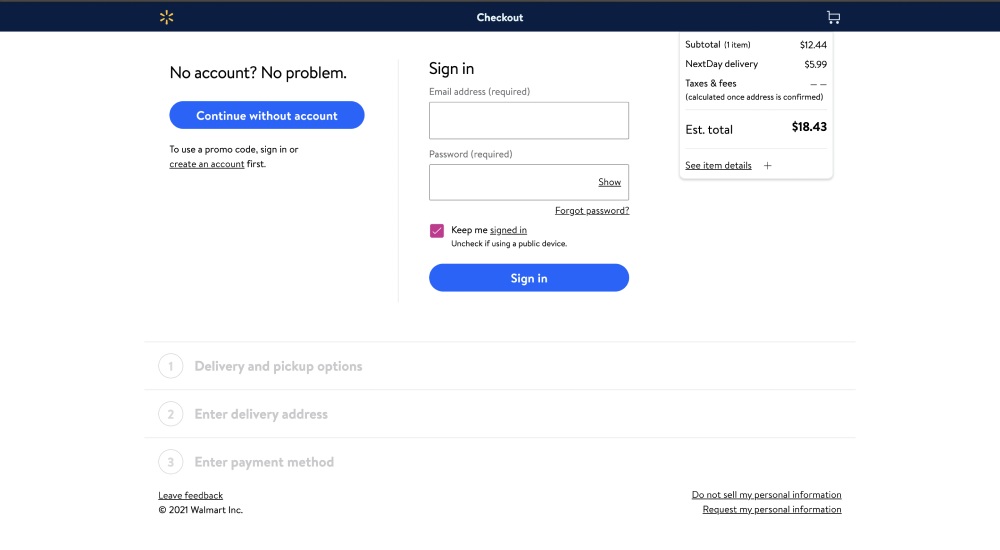 Checkout
No account? No problem.
Continue without account
To use a promo code, sign in or
create an account first.
Sign in
Email address (required)
Password (required)
Show
Forgot password?
Keep me signed in
Uncheck if using a public device.
Sign in
Subtotal (1 item) $12.44
NextDay delivery $5.99
Taxes & fees — —
(calculated once address is confirmed)
Est. total $18.43
See item details +
1 Delivery and pickup options
2 Enter delivery address
3 Enter payment method
Leave feedback
© 2021 Walmart Inc.
Do not sell my personal information
Request my personal information